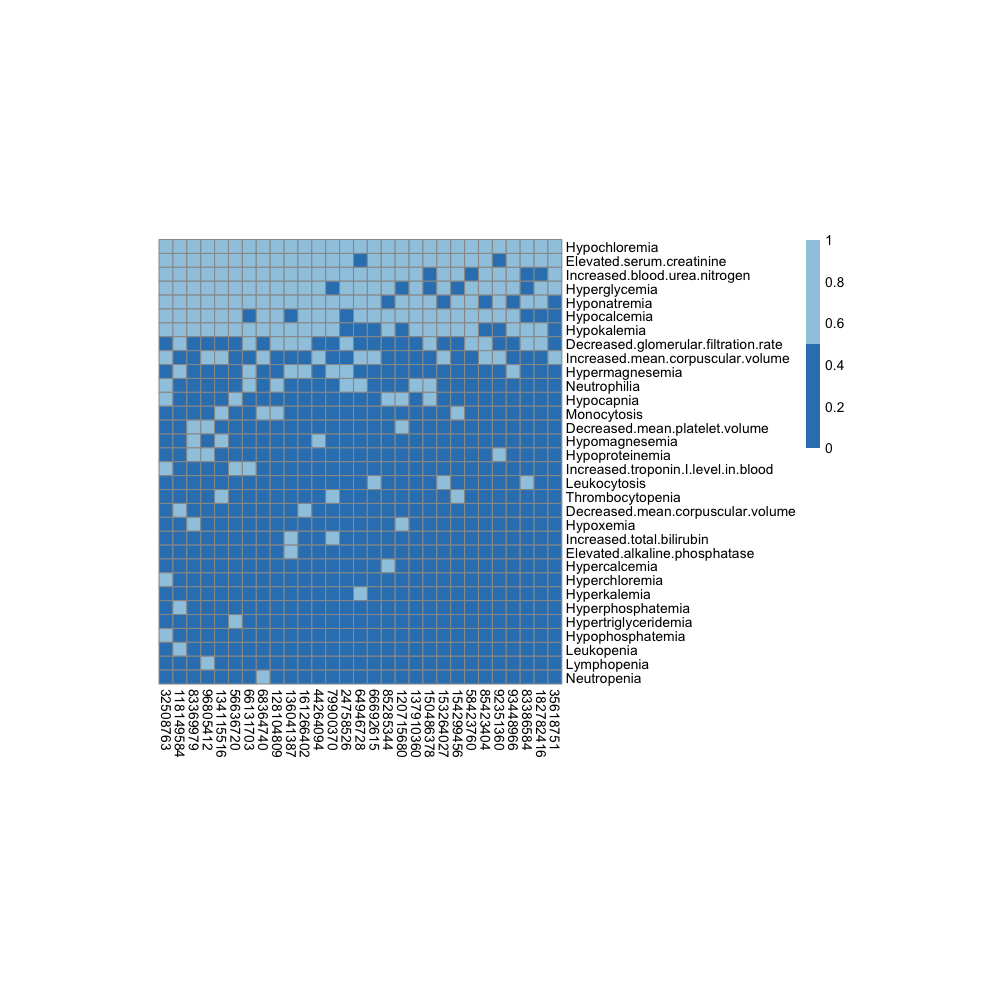 Hypochloremia
Elevated.serum.creatinine
Increased.blood.urea.nitrogen
Hyperglycemia
Hyponatremia
Hypocalcemia
Hypokalemia
Decreased.glomerular.filtration.rate
Increased.mean.corpuscular.volume
Hypermagnesemia
Neutrophilia
Hypocapnia
Monocytosis
Decreased.mean.platelet.volume
Hypomagnesemia
Hypoproteinemia
Increased.troponin.I.level.in.blood
Leukocytosis
Thrombocytopenia
Decreased.mean.corpuscular.volume
Hypoxemia
Increased.total.bilirubin
Elevated.alkaline.phosphatase
Hypercalcemia
Hyperchloremia
Hyperkalemia
Hyperphosphatemia
Hypertriglyceridemia
Hypophosphatemia
Leukopenia
Lymphopenia
Neutropenia
1
0.8
0.6
0.4
0.2
0
32508763
118149584
83369979
96805412
134115516
56636720
66131703
68364740
128104809
136041387
161266402
44264094
79900370
24758526
64946728
66692615
85285344
120715680
137910360
150486378
153264027
154299456
58423760
85423404
92351360
93448966
83386584
182782416
35618751